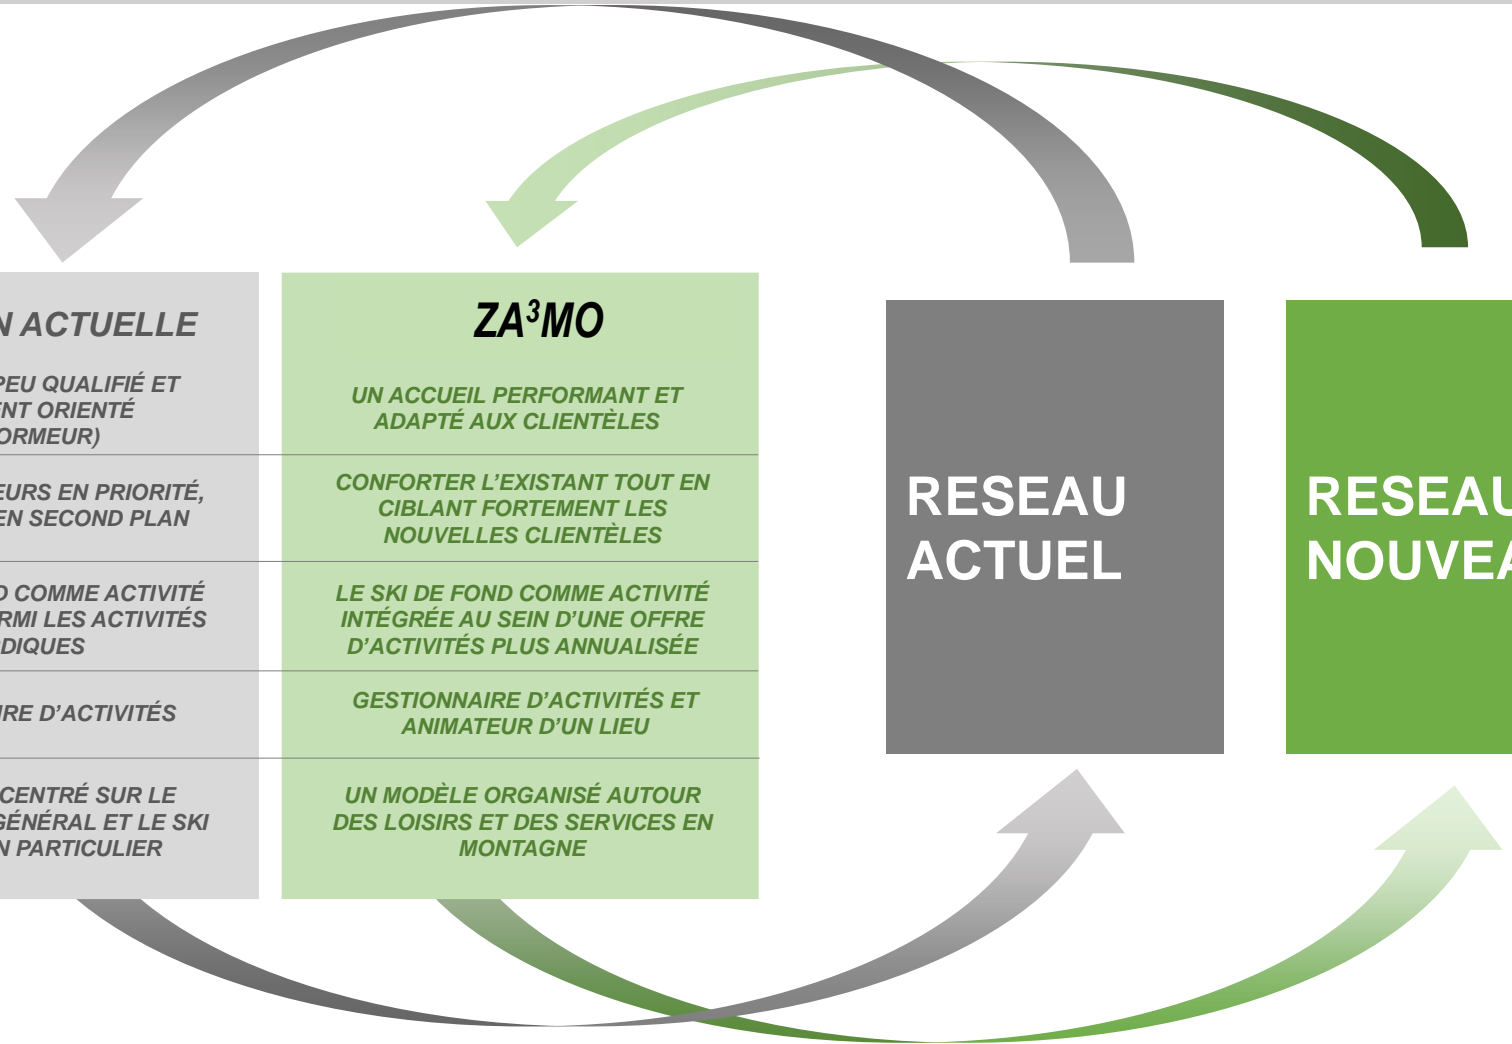 N ACTUELLE
PEU QUALIFIÉ ET
ENT ORIENTÉ
ORMEUR)
EURS EN PRIORITÉ,
EN SECOND PLAN
D COMME ACTIVITÉ
RMI LES ACTIVITÉS
DIQUES
IRE D’ACTIVITÉS
CENTRÉ SUR LE
GÉNÉRAL ET LE SKI
N PARTICULIER
ZA³MO
UN ACCUEIL PERFORMANT ET
ADAPTÉ AUX CLIENTÈLES
CONFORTER L’EXISTANT TOUT EN
CIBLANT FORTEMENT LES
NOUVELLES CLIENTÈLES
LE SKI DE FOND COMME ACTIVITÉ
INTÉGRÉE AU SEIN D’UNE OFFRE
D’ACTIVITÉS PLUS ANNUALISÉE
GESTIONNAIRE D’ACTIVITÉS ET
ANIMATEUR D’UN LIEU
UN MODÈLE ORGANISÉ AUTOUR
DES LOISIRS ET DES SERVICES EN
MONTAGNE
RESEAU
ACTUEL
RESEAU
NOUVEA